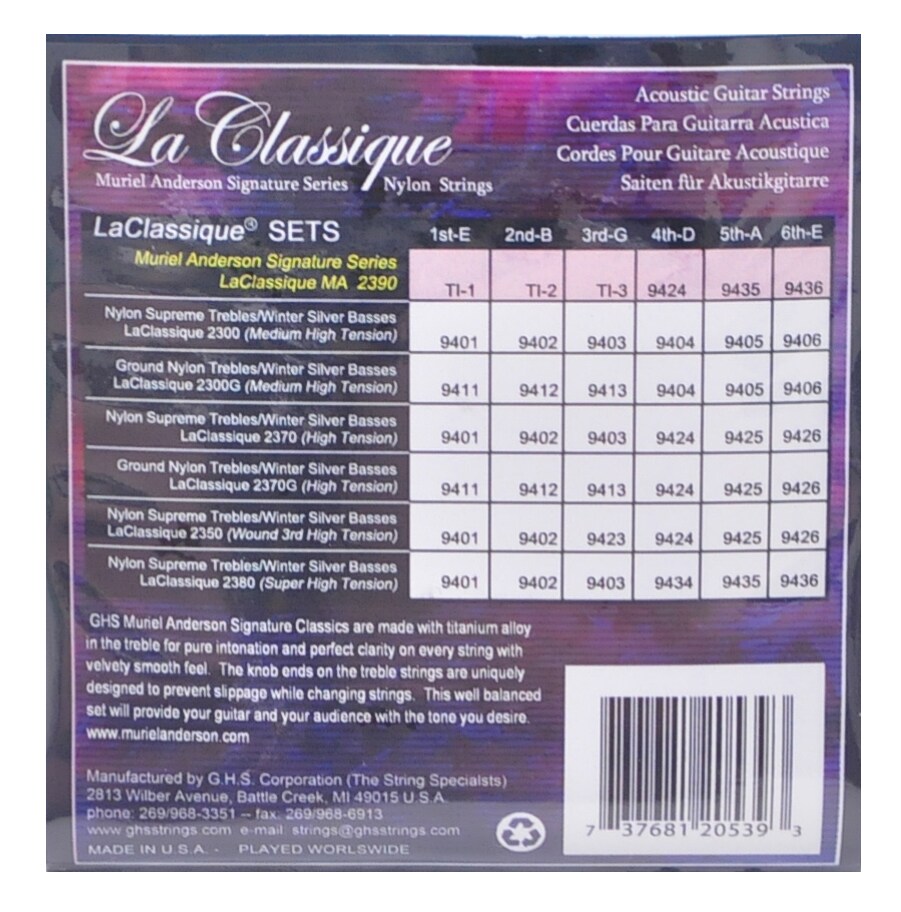 La Classique
Muriel Anderson Signature Series Nylon Strings
Acoustic Guitar Strings
Cuerdas Para Guitarra Acustica
Cordes Pour Guitare Acoustique
Saiten für Akustikgitarre
LaClassique® SETS 1st-E 2nd-B 3rd-G 4th-D 5th-A 6th-E
Muriel Anderson Signature Series
LaClassique MA 2390 TI-1 TI-2 TI-3 9424 9435 9436
Nylon Supreme Trebles/Winter Silver Basses
LaClassique 2300 (Medium High Tension) 9401 9402 9403 9404 9405 9406
Ground Nylon Trebles/Winter Silver Basses
LaClassique 2300G (Medium High Tension) 9411 9412 9413 9404 9405 9406
Nylon Supreme Trebles/Winter Silver Basses
LaClassique 2370 (High Tension) 9401 9402 9403 9424 9425 9426
Ground Nylon Trebles/Winter Silver Basses
LaClassique 2370G (High Tension) 9411 9412 9413 9424 9425 9426
Nylon Supreme Trebles/Winter Silver Basses
LaClassique 2350 (Wound 3rd High Tension) 9401 9402 9423 9424 9425 9426
Nylon Supreme Trebles/Winter Silver Basses
LaClassique 2380 (Super High Tension) 9401 9402 9403 9434 9435 9436
GHS Muriel Anderson Signature Classics are made with titanium alloy
in the treble for pure intonation and perfect clarity on every string with
velvety smooth feel. The knob ends on the treble strings are uniquely
designed to prevent slippage while changing strings. This well balanced
set will provide your guitar and your audience with the tone you desire.
www.murielanderson.com
Manufactured by G.H.S. Corporation (The String Specialsts)
2813 Wilber Avenue, Battle Creek, MI 49015 U.S.A.
phone: 269/968-3351 -- fax: 269/968-6913
www.ghsstrings.com e-mail strings@ghsstrings.com
MADE IN U.S.A. - PLAYED WORLSWIDE
7 37681 20539 3